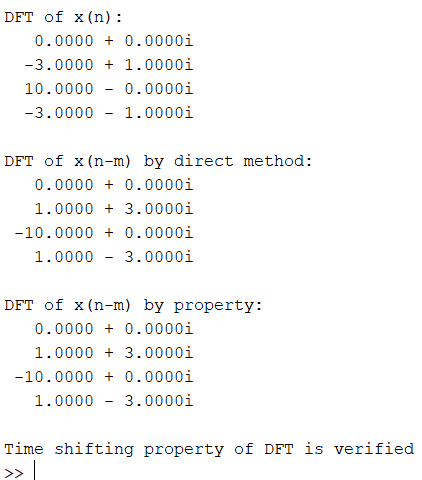 DFT of x(n):
0.0000 + 0.0000i
-3.0000 + 1.0000i
10.0000 - 0.0000i
-3.0000 - 1.0000i
DFT of x(n-m) by direct method:
0.0000 + 0.0000i
1.0000 + 3.0000i
-10.0000 + 0.0000i
1.0000 - 3.0000i
DFT of x(n-m) by property:
0.0000 + 0.0000i
1.0000 + 3.0000i
-10.0000 + 0.0000i
1.0000 - 3.0000i
Time shifting property of DFT is verified
>>